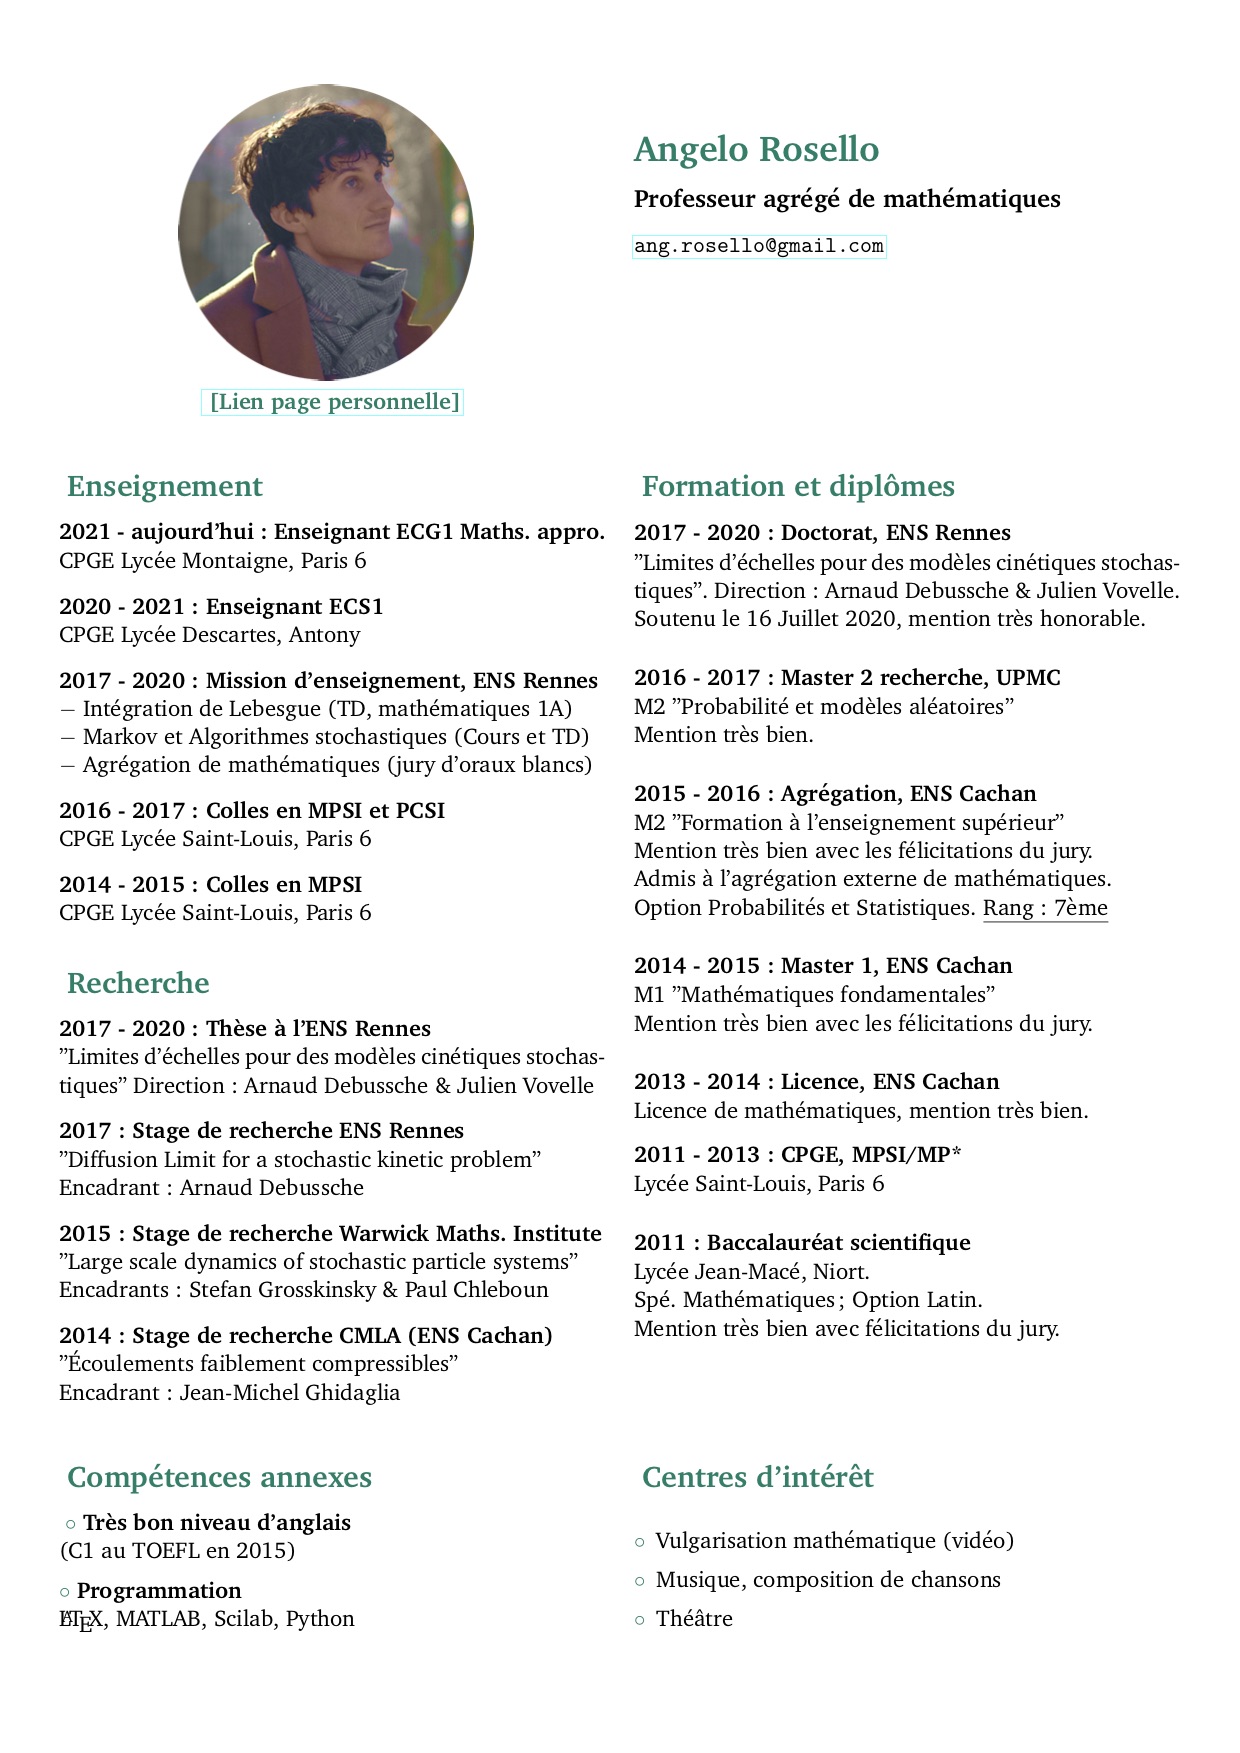 Angelo Rosello
Professeur agrégé de mathématiques
ang.rosello@gmail.com
[Lien page personnelle]
Enseignement
2021 - aujourd’hui : Enseignant ECG1 Maths. appro.
CPGE Lycée Montaigne, Paris 6
2020 - 2021 : Enseignant ECS1
CPGE Lycée Descartes, Antony
2017 - 2020 : Mission d’enseignement, ENS Rennes
– Intégration de Lebesgue (TD, mathématiques 1A)
– Markov et Algorithmes stochastiques (Cours et TD)
– Agrégation de mathématiques (jury d’oraux blancs)
2016 - 2017 : Colles en MPSI et PCSI
CPGE Lycée Saint-Louis, Paris 6
2014 - 2015 : Colles en MPSI
CPGE Lycée Saint-Louis, Paris 6
Recherche
2017 - 2020 : Thèse à l’ENS Rennes
”Limites d’échelles pour des modèles cinétiques stochas-
tiques” Direction : Arnaud Debussche & Julien Vovelle
2017 : Stage de recherche ENS Rennes
”Diffusion Limit for a stochastic kinetic problem”
Encadrant : Arnaud Debussche
2015 : Stage de recherche Warwick Maths. Institute
”Large scale dynamics of stochastic particle systems”
Encadrants : Stefan Grosskinsky & Paul Chleboun
2014 : Stage de recherche CMLA (ENS Cachan)
”Écoulements faiblement compressibles”
Encadrant : Jean-Michel Ghidaglia
Formation et diplômes
2017 - 2020 : Doctorat, ENS Rennes
”Limites d’échelles pour des modèles cinétiques stochas-
tiques”. Direction : Arnaud Debussche & Julien Vovelle.
Soutenu le 16 Juillet 2020, mention très honorable.
2016 - 2017 : Master 2 recherche, UPMC
M2 ”Probabilité et modèles aléatoires”
Mention très bien.
2015 - 2016 : Agrégation, ENS Cachan
M2 ”Formation à l’enseignement supérieur”
Mention très bien avec les félicitations du jury.
Admis à l’agrégation externe de mathématiques.
Option Probabilités et Statistiques. Rang : 7ème
2014 - 2015 : Master 1, ENS Cachan
M1 ”Mathématiques fondamentales”
Mention très bien avec les félicitations du jury.
2013 - 2014 : Licence, ENS Cachan
Licence de mathématiques, mention très bien.
2011 - 2013 : CPGE, MPSI/MP*
Lycée Saint-Louis, Paris 6
2011 : Baccalauréat scientifique
Lycée Jean-Macé, Niort.
Spé. Mathématiques ; Option Latin.
Mention très bien avec félicitations du jury.
Compétences annexes
○ Très bon niveau d’anglais
(C1 au TOEFL en 2015)
○ Programmation
LATEX, MATLAB, Scilab, Python
Centres d’intérêt
○ Vulgarisation mathématique (vidéo)
○ Musique, composition de chansons
○ Théâtre